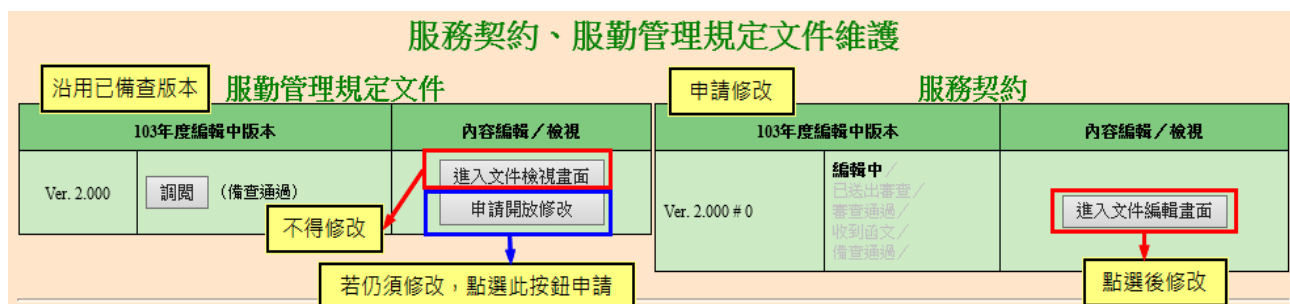 服務契約、服勤管理規定文件維護
沿用已備查版本
服勤管理規定文件
103年度編輯中版本
內容編輯／檢視
Ver. 2.000
調閱
(備查通過)
進入文件檢視畫面
申請開放修改
不得修改
若仍須修改，點選此按鈕申請
申請修改
服務契約
103年度編輯中版本
內容編輯／檢視
Ver. 2.000 # 0
編輯中／
已送出審查／
審查通過／
收到函文／
備查通過／
進入文件編輯畫面
點選後修改